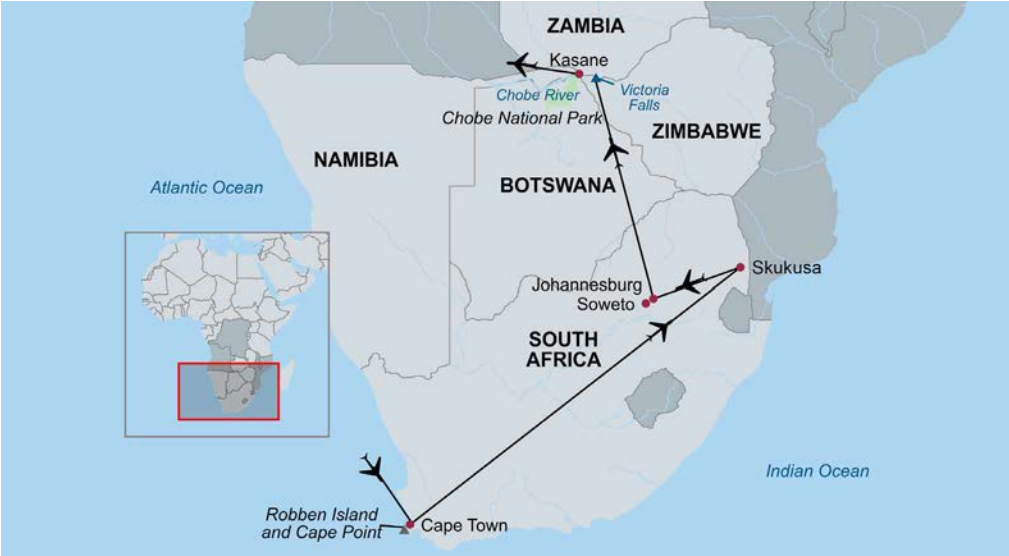 ZAMBIA
Kasane
Chobe River
Victoria
Falls
Chobe National Park
ZIMBABWE
NAMIBIA
BOTSWANA
Atlantic Ocean
Skukusa
Johannesburg
Soweto
SOUTH
AFRICA
Indian Ocean
Robben Island
and Cape Point
Cape Town